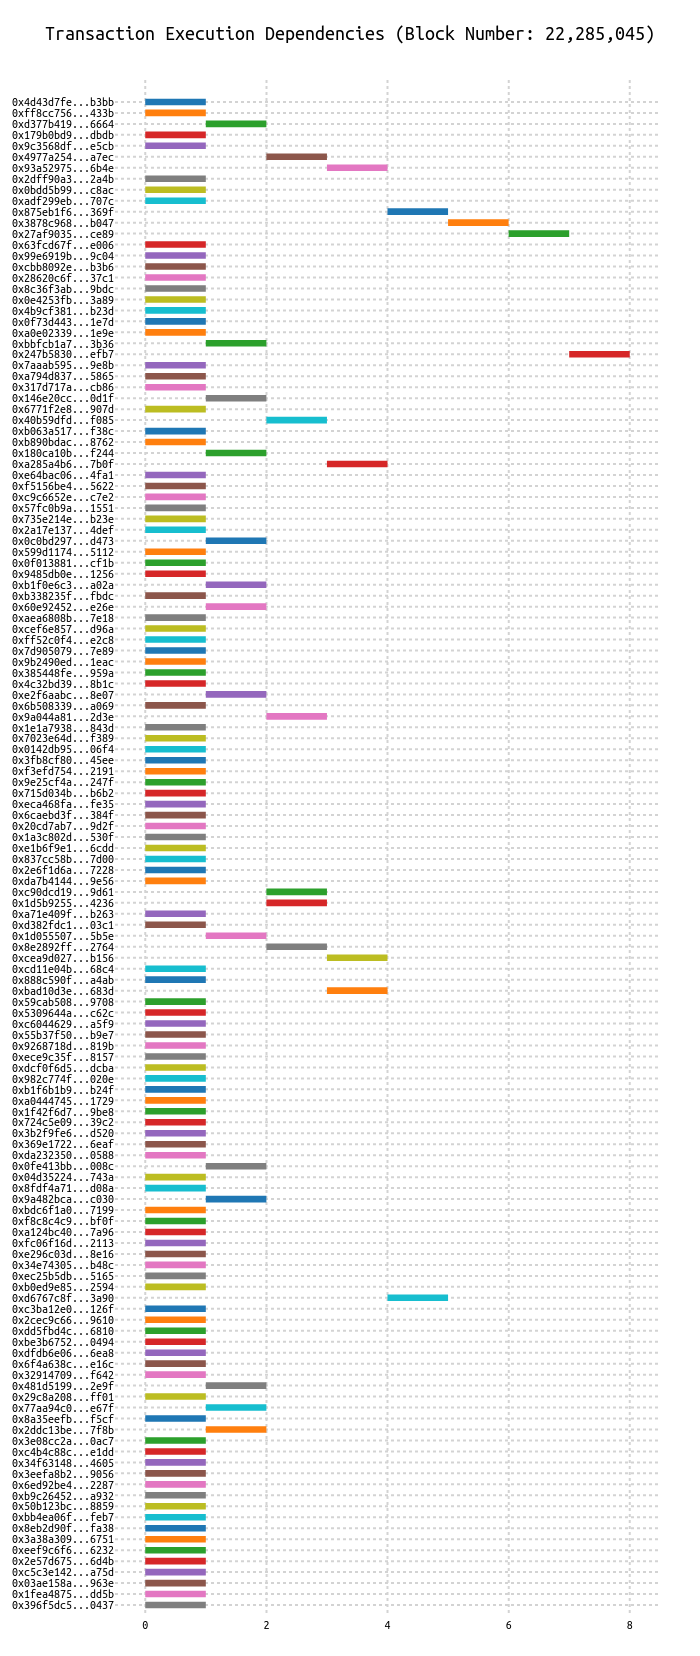 Transaction Execution Dependencies (Block Number: 22,285,045)
0x4d43d7fe...b3bb
0xff8cc756...433b
0xd377b419...6664
0x179b0bd9...dbdb
0x9c3568df...e5cb
0x4977a254...a7ec
0x93a52975...6b4e
0x2dff90a3...2a4b
0x0bdd5b99...c8ac
0xadf299eb...707c
0x875eb1f6...369f
0x3878c968...b047
0x27af9035...ce89
0x63fcd67f...e006
0x99e6919b...9c04
0xcbb8092e...b3b6
0x28620c6f...37c1
0x8c36f3ab...9bdc
0x0e4253fb...3a89
0x4b9cf381...b23d
0x0f73d443...1e7d
0xa0e02339...1e9e
0xbbfcb1a7...3b36
0x247b5830...efb7
0x7aaab595...9e8b
0xa794d837...5865
0x317d717a...cb86
0x146e20cc...0d1f
0x6771f2e8...907d
0x40b59dfd...f085
0xb063a517...f38c
0xb890bdac...8762
0x180ca10b...f244
0xa285a4b6...7b0f
0xe64bac06...4fa1
0xf5156be4...5622
0xc9c6652e...c7e2
0x57fc0b9a...1551
0x735e214e...b23e
0x2a17e137...4def
0x0c0bd297...d473
0x599d1174...5112
0x0f013881...cf1b
0x9485db0e...1256
0xb1f0e6c3...a02a
0xb338235f...fbdc
0x60e92452...e26e
0xaea6808b...7e18
0xcef6e857...d96a
0xff52c0f4...e2c8
0x7d905079...7e89
0x9b2490ed...1eac
0x385448fe...959a
0x4c32bd39...8b1c
0xe2f6aabc...8e07
0x6b508339...a069
0x9a044a81...2d3e
0x1e1a7938...843d
0x7023e64d...f389
0x0142db95...06f4
0x3fb8cf80...45ee
0xf3efd754...2191
0x9e25cf4a...247f
0x715d034b...b6b2
0xeca468fa...fe35
0x6caebd3f...384f
0x20cd7ab7...9d2f
0x1a3c802d...530f
0xe1b6f9e1...6cdd
0x837cc58b...7d00
0x2e6f1d6a...7228
0xda7b4144...9e56
0xc90dcd19...9d61
0x1d5b9255...4236
0xa71e409f...b263
0xd382fdc1...03c1
0x1d055507...5b5e
0x8e2892ff...2764
0xcea9d027...b156
0xcd11e04b...68c4
0x888c590f...a4ab
0xbad10d3e...683d
0x59cab508...9708
0x5309644a...c62c
0xc6044629...a5f9
0x55b37f50...b9e7
0x9268718d...819b
0xece9c35f...8157
0xdcf0f6d5...dcba
0x982c774f...020e
0xb1f6b1b9...b24f
0xa0444745...1729
0x1f42f6d7...9be8
0x724c5e09...39c2
0x3b2f9fe6...d520
0x369e1722...6eaf
0xda232350...0588
0x0fe413bb...008c
0x04d35224...743a
0x8fdf4a71...d08a
0x9a482bca...c030
0xbdc6f1a0...7199
0xf8c8c4c9...bf0f
0xa124bc40...7a96
0xfc06f16d...2113
0xe296c03d...8e16
0x34e74305...b48c
0xec25b5db...5165
0xb0ed9e85...2594
0xd6767c8f...3a90
0xc3ba12e0...126f
0x2cec9c66...9610
0xdd5fbd4c...6810
0xbe3b6752...0494
0xdfdb6e06...6ea8
0x6f4a638c...e16c
0x32914709...f642
0x481d5199...2e9f
0x29c8a208...ff01
0x77aa94c0...e67f
0x8a35eefb...f5cf
0x2ddc13be...7f8b
0x3e08cc2a...0ac7
0xc4b4c88c...e1dd
0x34f63148...4605
0x3eefa8b2...9056
0x6ed92be4...2287
0xb9c26452...a932
0x50b123bc...8859
0xbb4ea06f...feb7
0x8eb2d90f...fa38
0x3a38a309...6751
0xeef9c6f6...6232
0x2e57d675...6d4b
0xc5c3e142...a75d
0x03ae158a...963e
0x1fea4875...dd5b
0x396f5dc5...0437
0 2 4 6 8